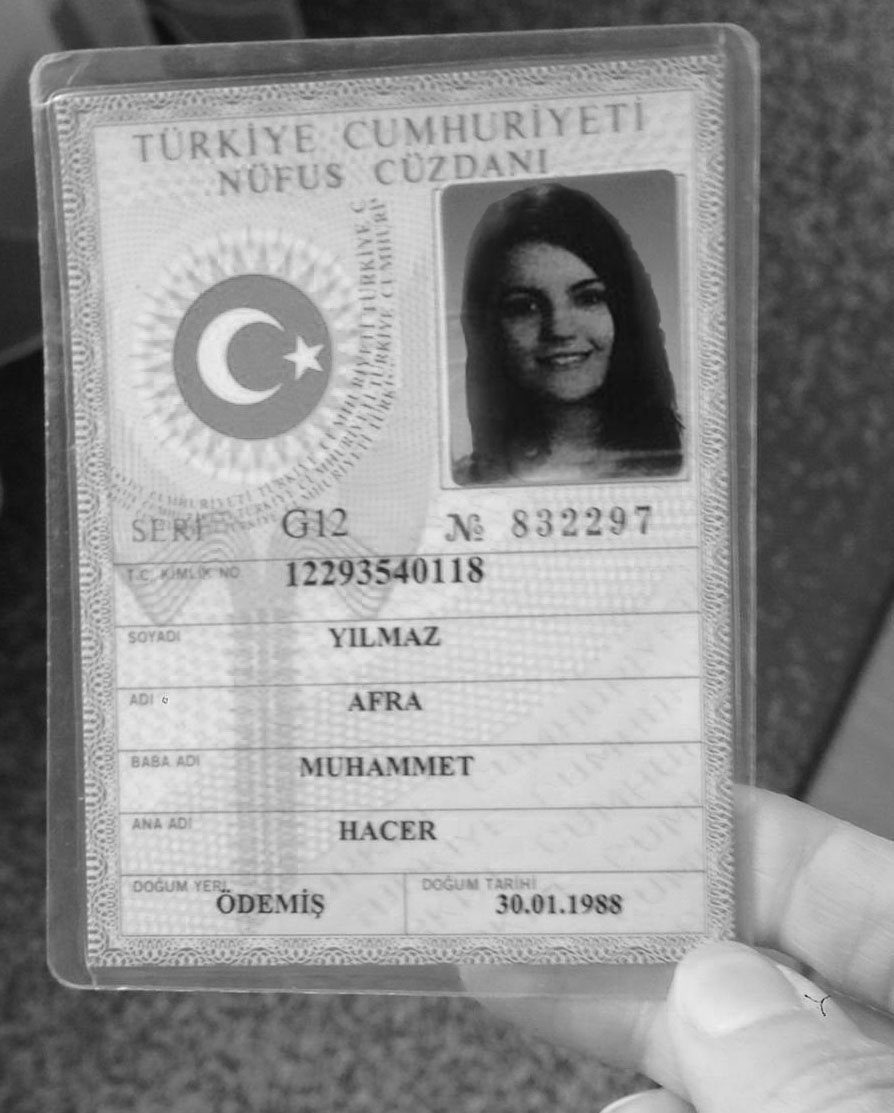 TÜRKİYE CUMHURİYETİ
NÜFUS CÜZDANI
SERİ G12 № 832297
T.C. KİMLİK NO. 12293540118
SOYADI YILMAZ
ADI AFRA
BABA ADI MUHAMMET
ANA ADI HACER
DOĞUM YERİ ÖDEMİŞ DOĞUM TARİHİ 30.01.1988